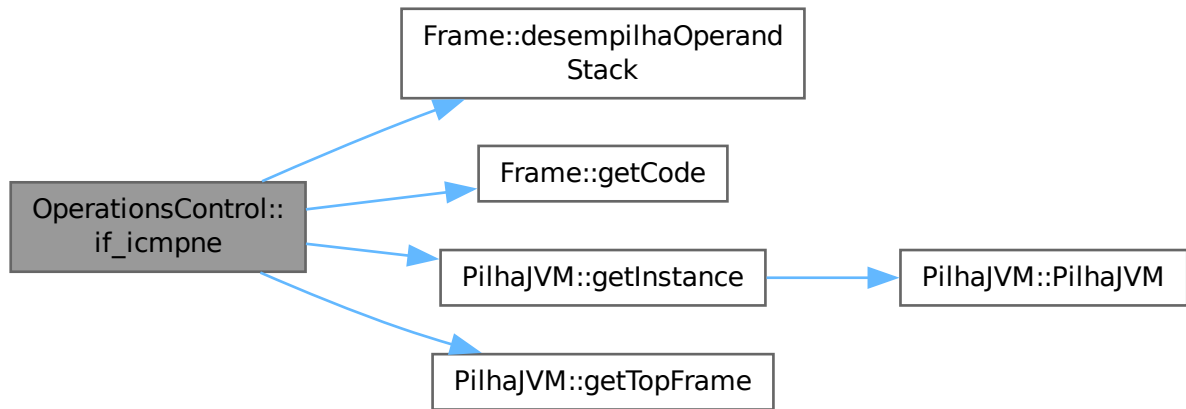 Frame::desempilhaOperand
Stack
OperationsControl::
if_icmpne
Frame::getCode
PilhaJVM::getInstance
PilhaJVM::PilhaJVM
PilhaJVM::getTopFrame